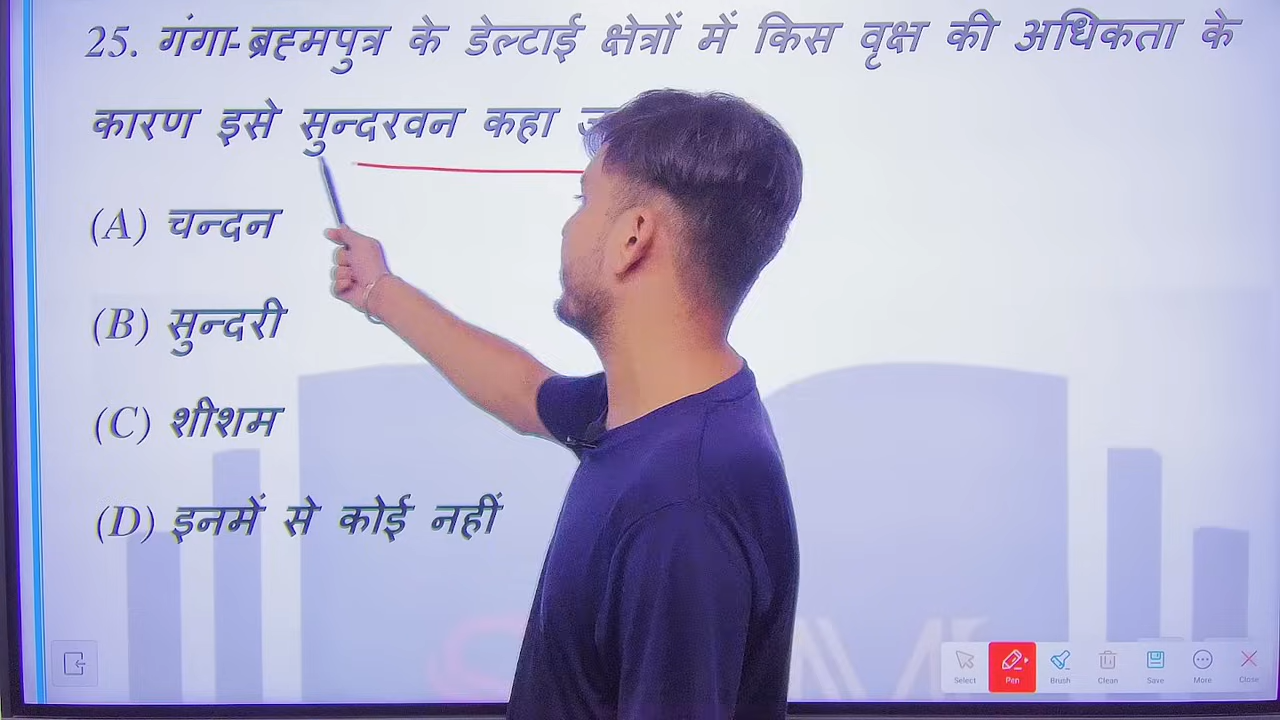 25. गंगा-ब्रह्मपुत्र के डेल्टाई क्षेत्रों में किस वृक्ष की अधिकता के
कारण इसे सुन्दरवन कहा
(A) चन्दन
(B) सुन्दरी
(C) शीशम
(D) इनमें से कोई नहीं
Select Pen Brush Clean Save More Close